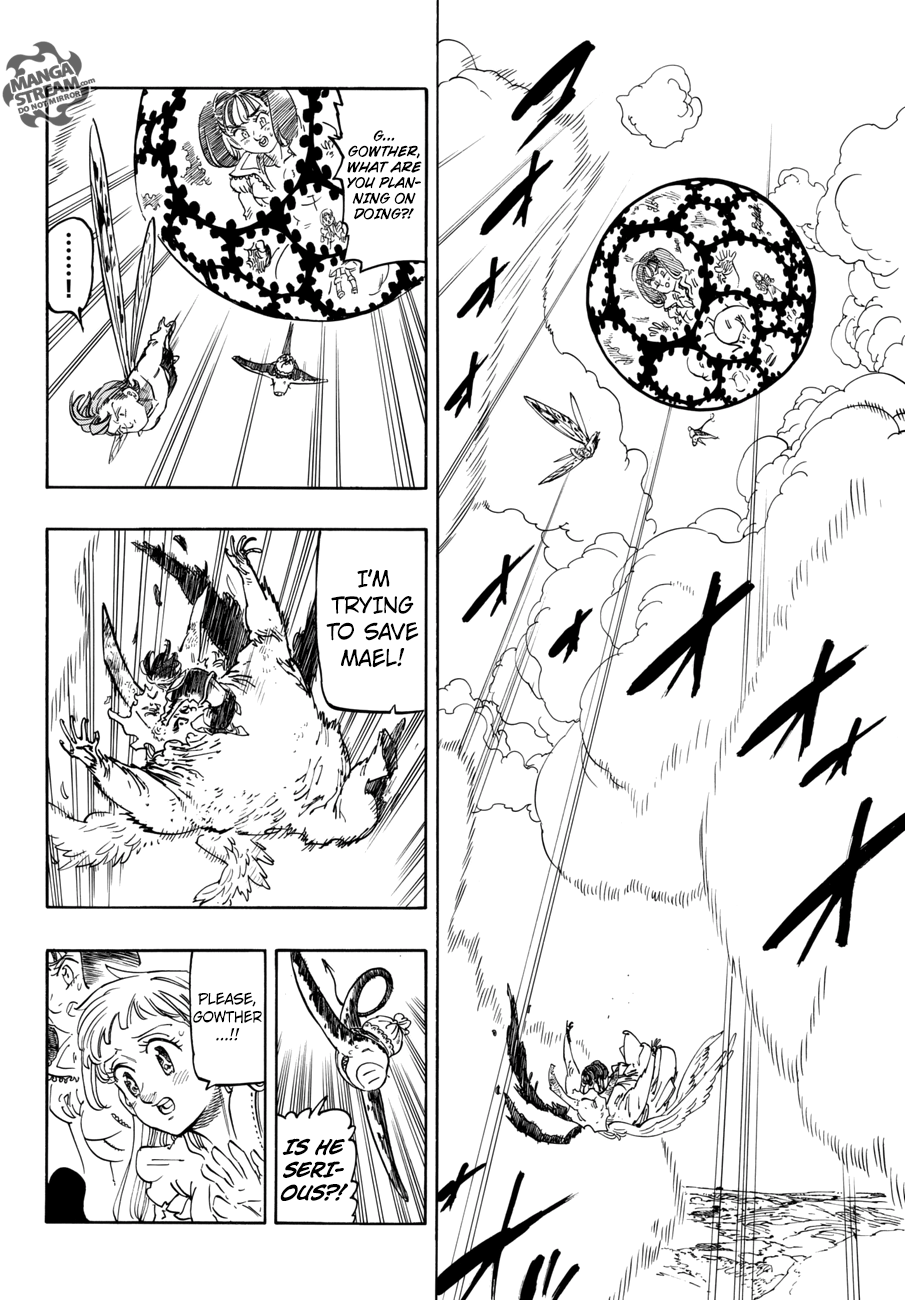 MANGA
STREAM.com
DO NOT MIRROR
G...
GOWTHER,
WHAT ARE
YOU PLAN-
NING ON
DOING?!
......!
I'M
TRYING
TO SAVE
MAEL!
IS HE
SERI-
OUS?!
PLEASE,
GOWTHER
...!!